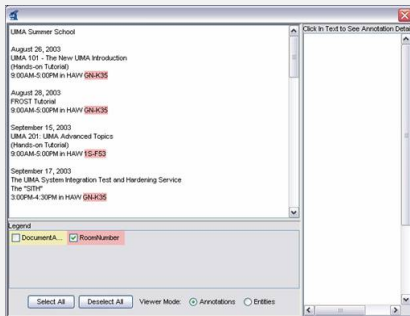 UIMA Summer School
August 26, 2003
UIMA 101 - The New UIMA Introduction
(Hands-on Tutorial)
9:00AM-5:00PM in HAW GN-K35
August 28, 2003
FROST Tutorial
9:00AM-5:00PM in HAW GN-K35
September 15, 2003
UIMA 201: UIMA Advanced Topics
(Hands-on Tutorial)
9:00AM-5:00PM in HAW 1S-F53
September 17, 2003
The UIMA System Integration Test and Hardening Service
The "SITH"
3:00PM-4:30PM in HAW GN-K35
Click In Text to See Annotation Detai
Legend
DocumentA... RoomNumber
Select All Deselect All Viewer Mode: Annotations Entities